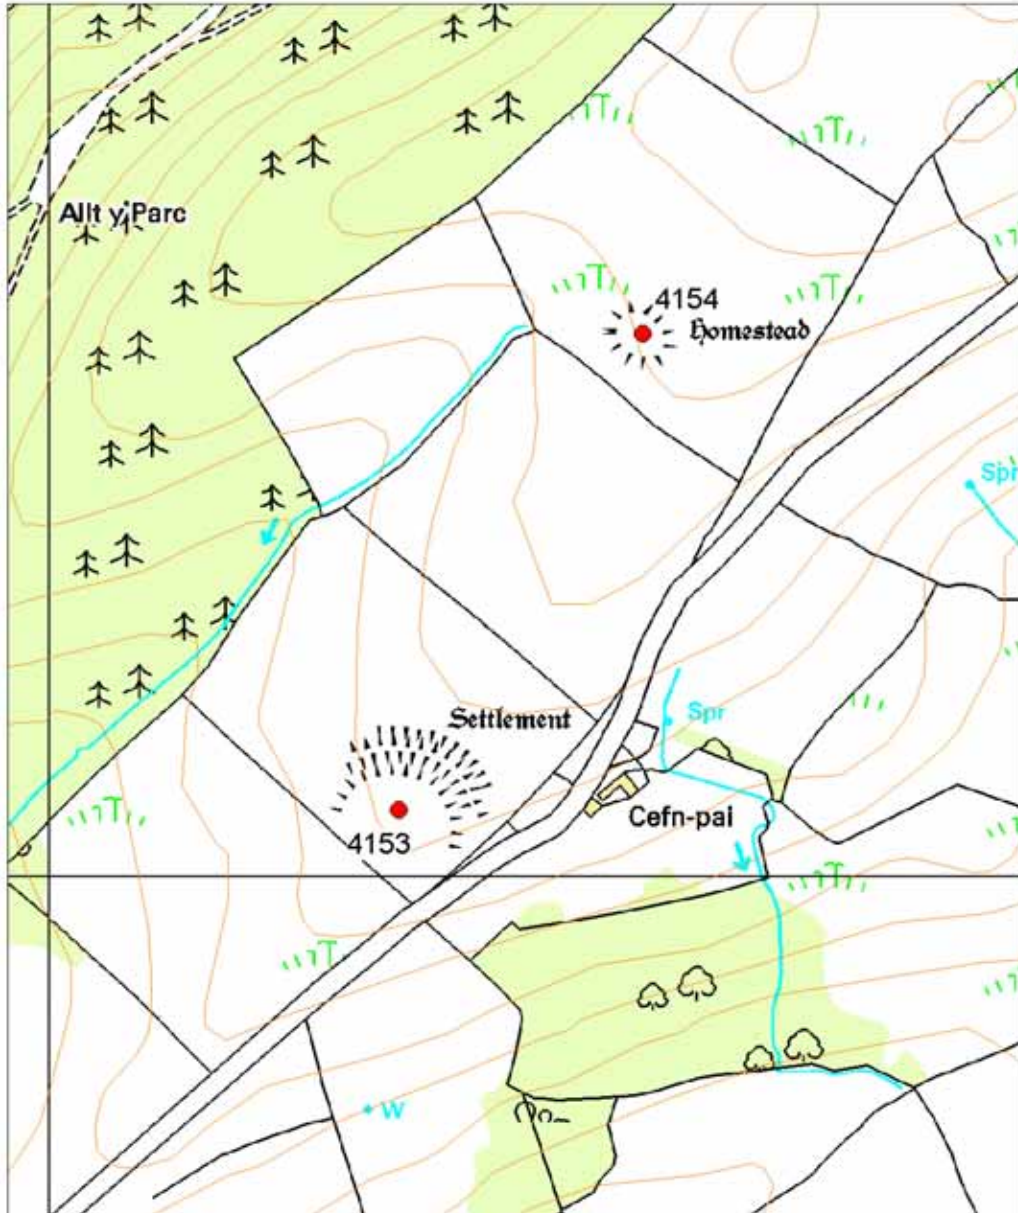 Allt y Parc
4154
Homestead
Spr
Settlement
Spr
Cefn-pai
4153
W